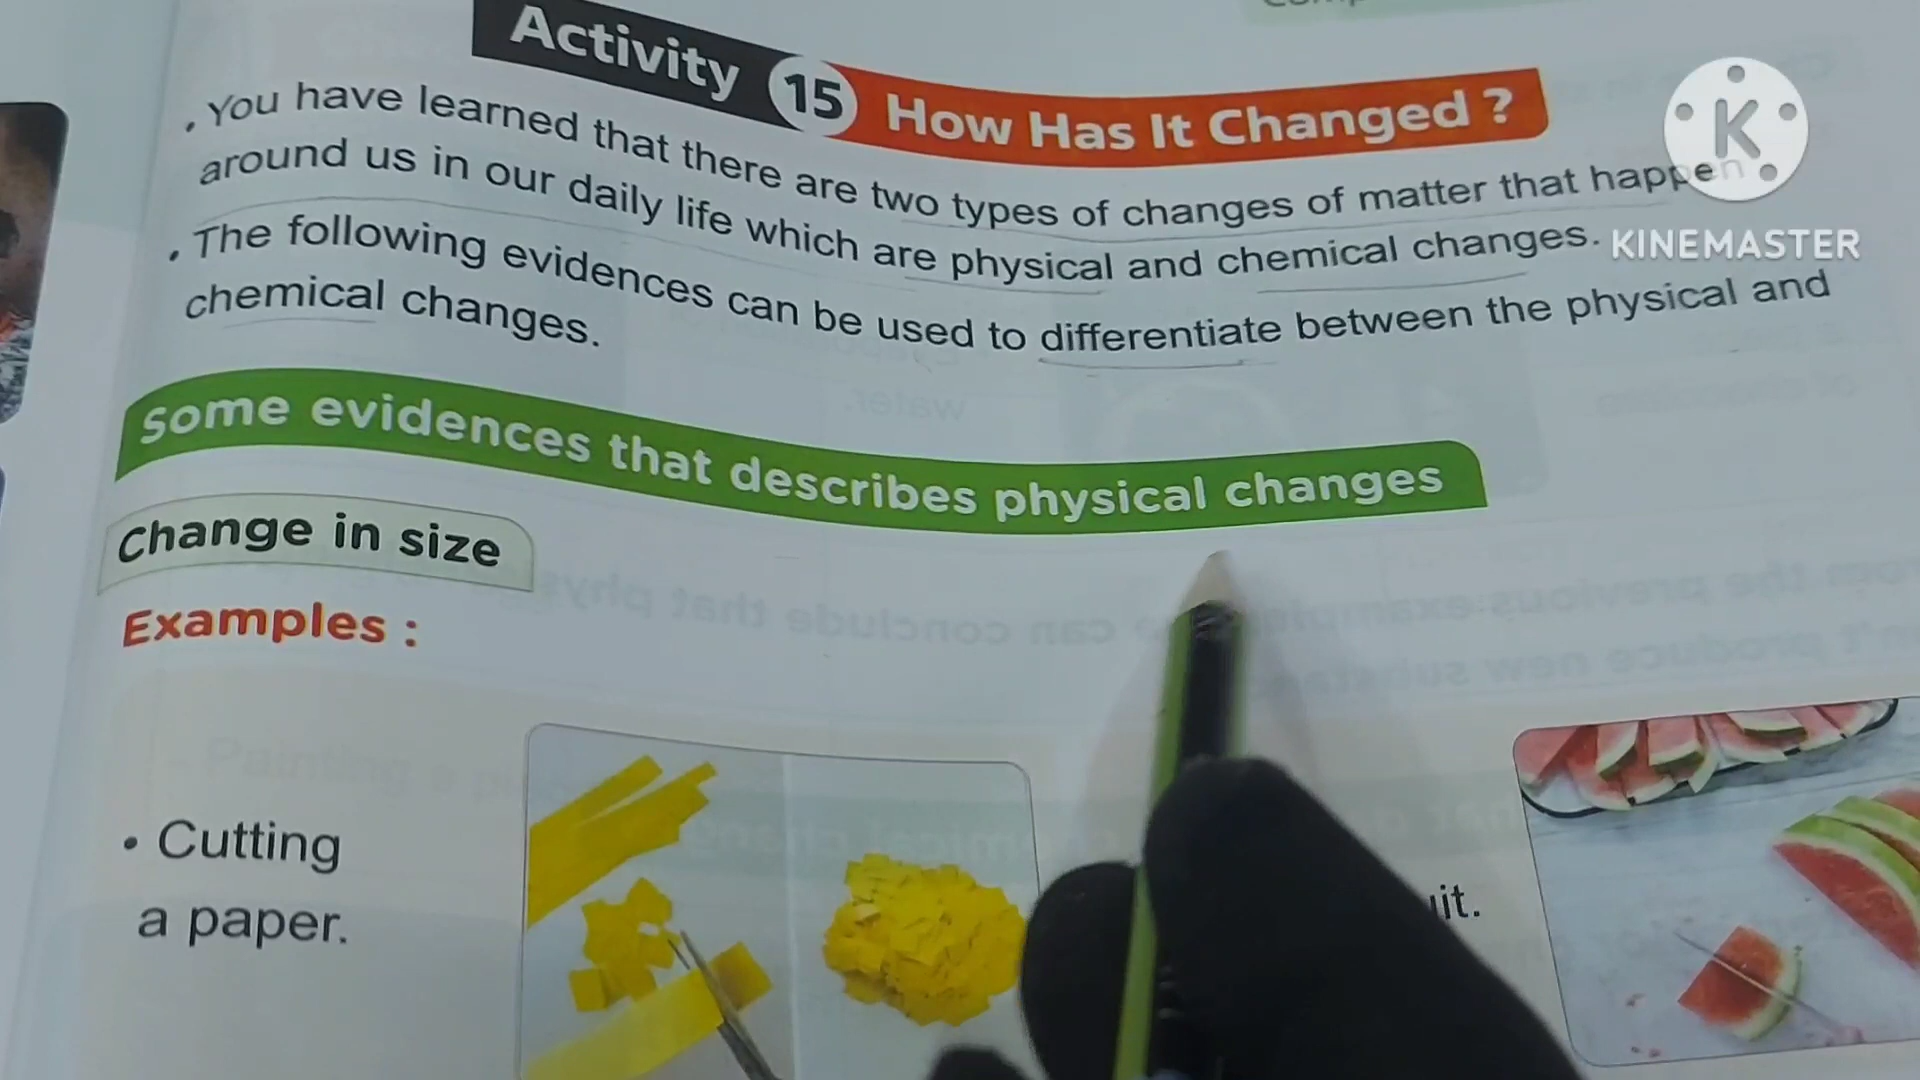 Activity 15 How Has It Changed ?
. You have learned that there are two types of changes of matter that happen
around us in our daily life which are physical and chemical changes.
. The following evidences can be used to differentiate between the physical and
chemical changes.
Some evidences that describes physical changes
Change in size
Examples :
• Cutting
a paper.
K
KINEMASTER